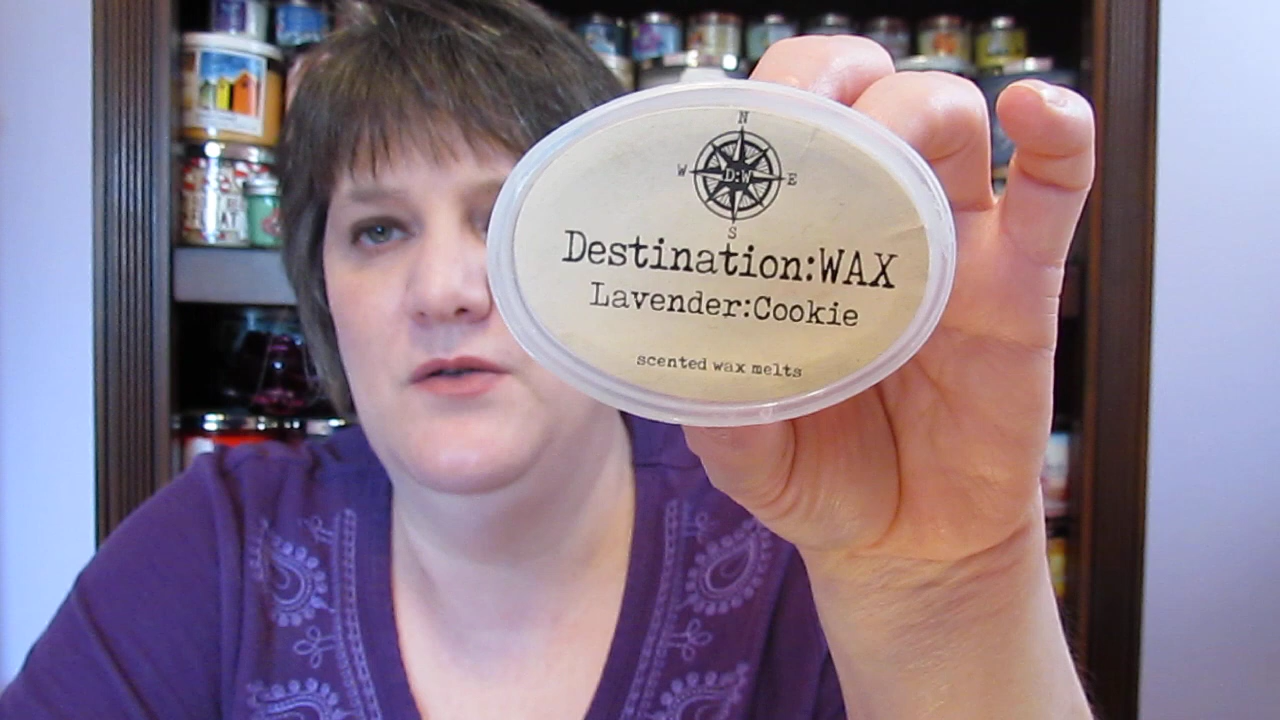 N
W D:W E
S
Destination:WAX
Lavender:Cookie
scented wax melts